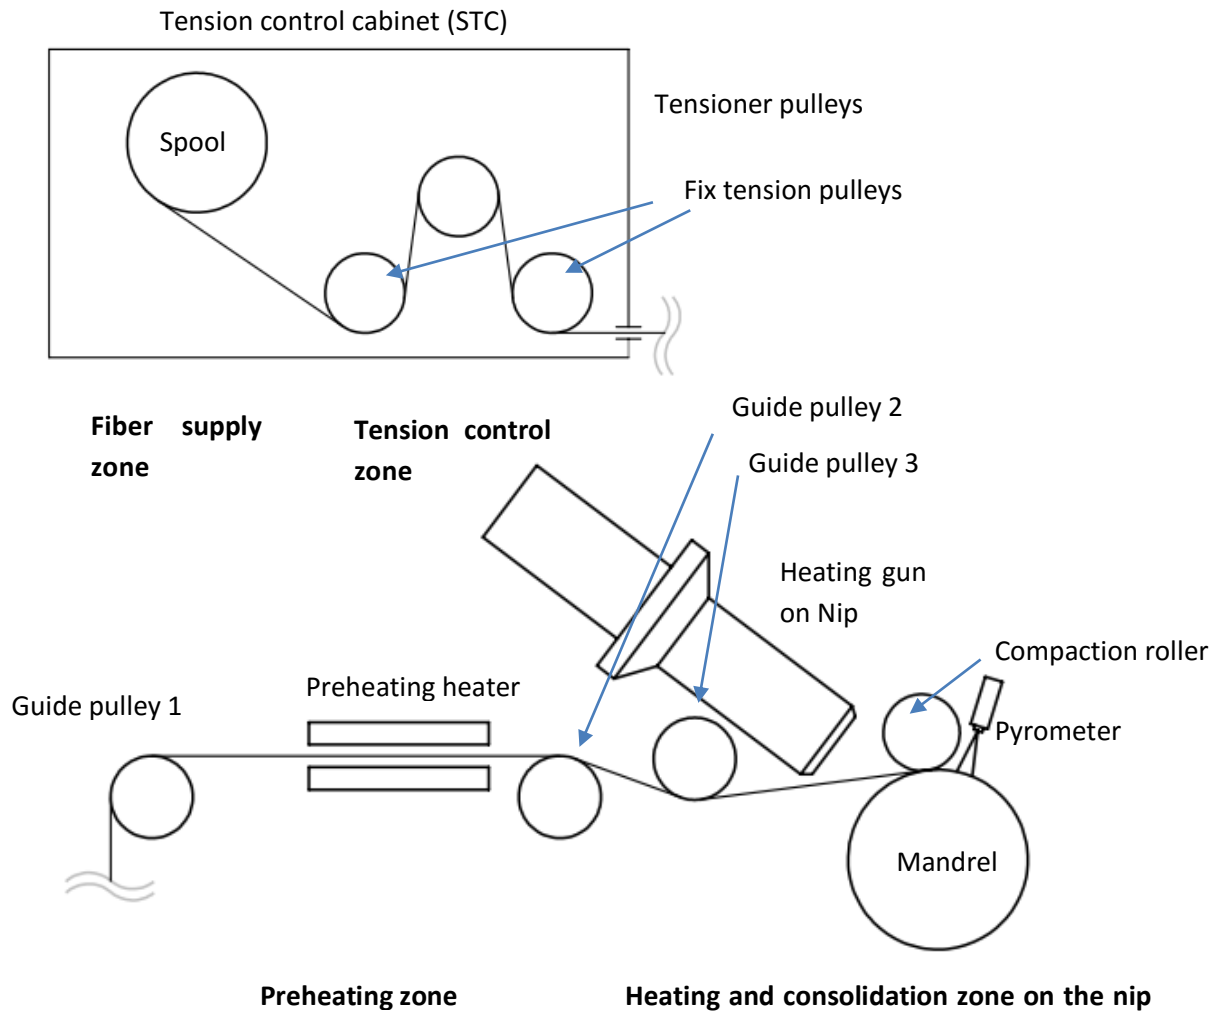 Tension control cabinet (STC)
Spool
Tensioner pulleys
Fix tension pulleys
Fiber supply
zone
Tension control
zone
Guide pulley 2
Guide pulley 3
Heating gun
on Nip
Compaction roller
Preheating heater
Guide pulley 1
Pyrometer
Mandrel
Preheating zone
Heating and consolidation zone on the nip